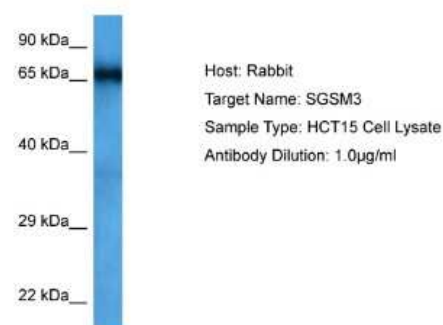 90 kDa
65 kDa
40 kDa
29 kDa
22 kDa
Host: Rabbit
Target Name: SGSM3
Sample Type: HCT15 Cell Lysate
Antibody Dilution: 1.0μg/ml